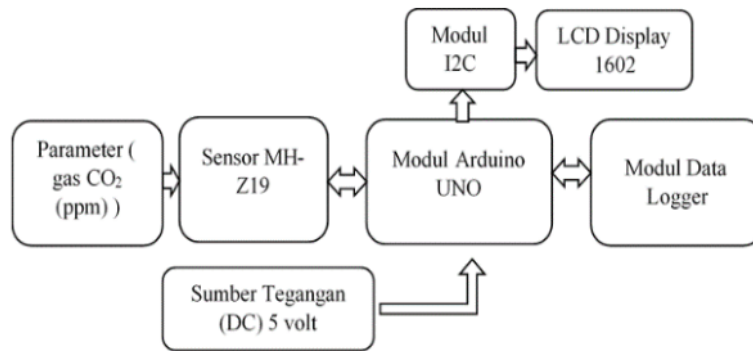 Modul
I2C
LCD Display
1602
Parameter (
gas CO₂
(ppm) )
Sensor MH-
Z19
Modul Arduino
UNO
Modul Data
Logger
Sumber Tegangan
(DC) 5 volt